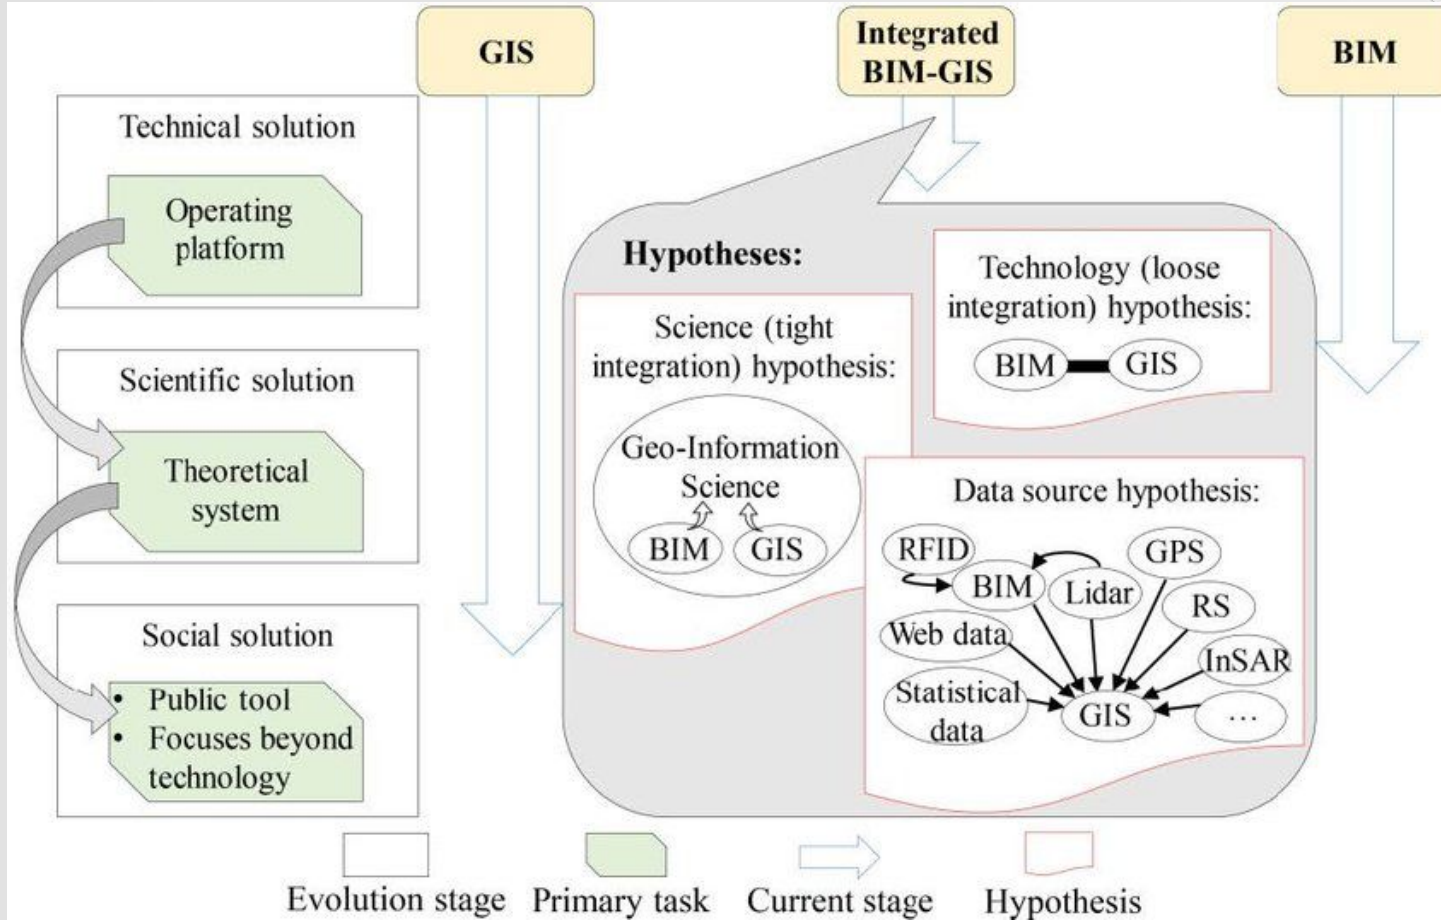 GIS
Integrated
BIM-GIS
BIM
Technical solution
Operating
platform
Scientific solution
Theoretical
system
Social solution
• Public tool
• Focuses beyond
technology
Hypotheses:
Science (tight
integration) hypothesis:
Geo-Information
Science
BIM
GIS
Technology (loose
integration) hypothesis:
BIM
GIS
Data source hypothesis:
RFID
BIM
Lidar
GPS
RS
InSAR
Web data
Statistical
data
GIS
…
Evolution stage
Primary task
Current stage
Hypothesis